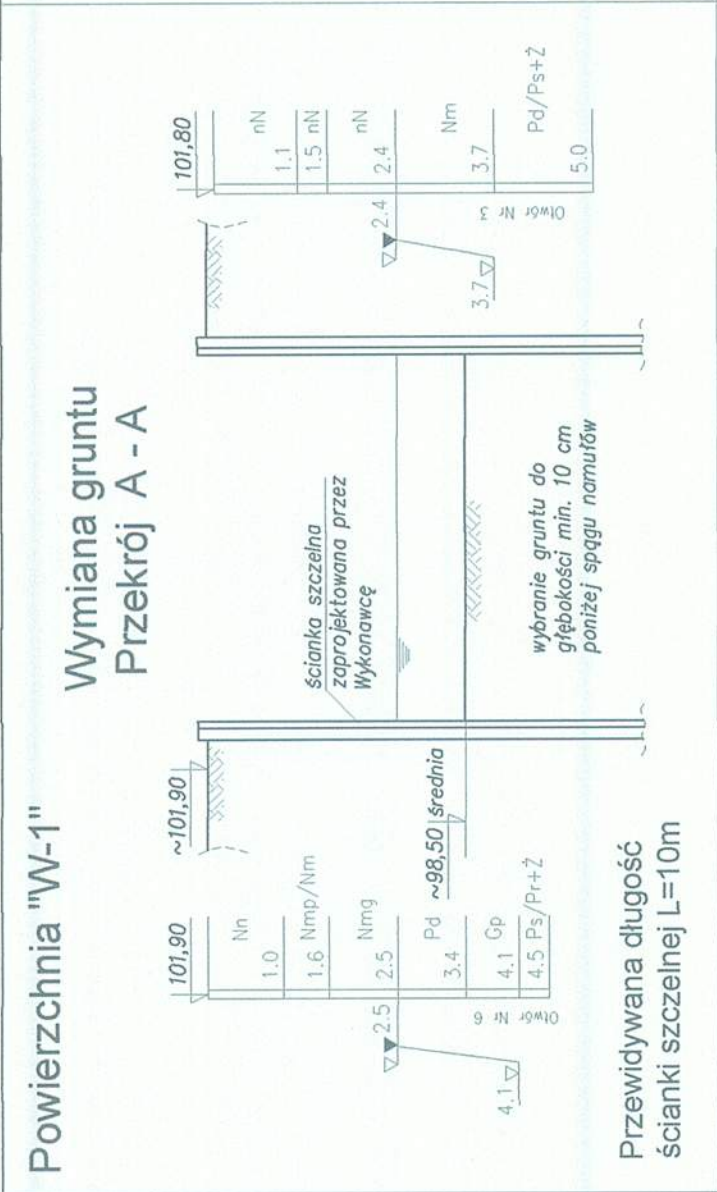 Powierzchnia "W-1"
Wymiana gruntu
Przekrój A - A
101,90
Nn
1.0
Nmp/Nm
1.6
Nmg
2.5
Pd
3.4
Gp
4.1
Ps/Pr+Ż
4.5
Otwór Nr 6
2.5
4.1
~101,90
~98,50 średnia
ścianka szczelna
zaprojektowana przez
Wykonawcę
wybranie gruntu do
głębokości min. 10 cm
poniżej spągu namułów
101,80
nN
1.1
nN
1.5
nN
2.4
Nm
3.7
Pd/Ps+Ż
5.0
Otwór Nr 3
2.4
3.7
Przewidywana długość
ścianki szczelnej L=10m